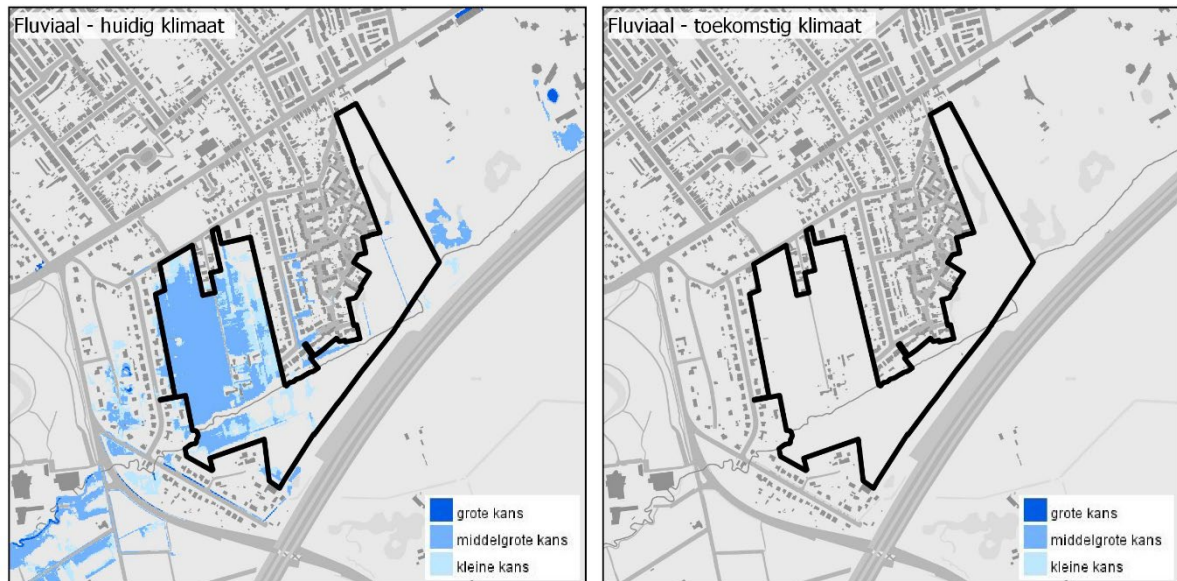 Fluviaal - huidig klimaat
grote kans
middelgrote kans
kleine kans
Fluviaal - toekomstig klimaat
grote kans
middelgrote kans
kleine kans